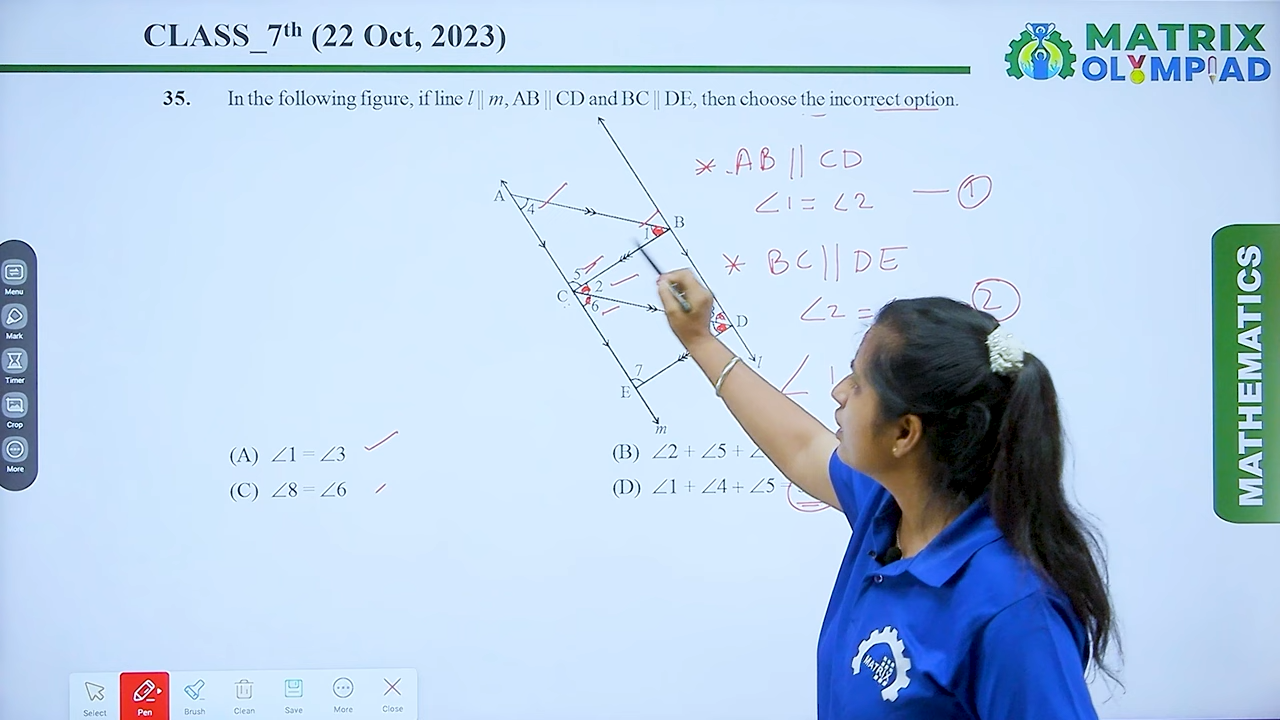 CLASS_7th (22 Oct, 2023)
MATRIX
OLYMPIAD
35. In the following figure, if line l || m, AB || CD and BC || DE, then choose the incorrect option.
* AB || CD
∠1 = ∠2 — ①
* BC || DE
∠2 = ②
∠1
A
4
B
1
5
2
C
6
D
7
E
l
m
(A) ∠1 = ∠3
(B) ∠2 + ∠5 + ∠
(C) ∠8 = ∠6
(D) ∠1 + ∠4 + ∠5 =
MATHEMATICS
Menu
Mark
Timer
Crop
More
Select
Pen
Brush
Clean
Save
More
Close
MATRIX